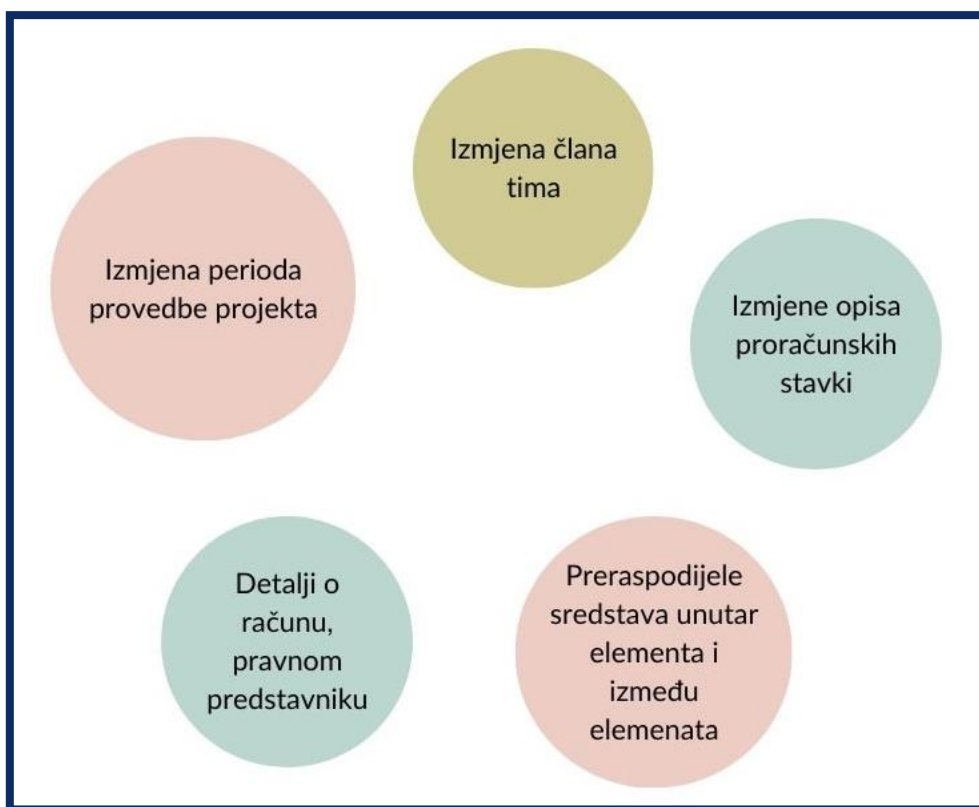 Izmjena člana
tima
Izmjena perioda
provedbe projekta
Izmjene opisa
proračunskih
stavki
Detalji o
računu,
pravnom
predstavniku
Preraspodijele
sredstava unutar
elementa i
između
elemenata